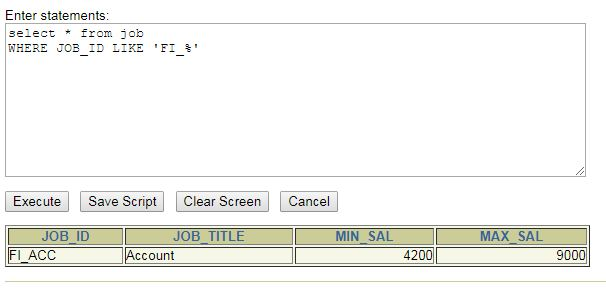 Enter statements:
select * from job
WHERE JOB_ID LIKE 'FI_%'
Execute Save Script Clear Screen Cancel
JOB_ID JOB_TITLE MIN_SAL MAX_SAL
FI_ACC Account 4200 9000